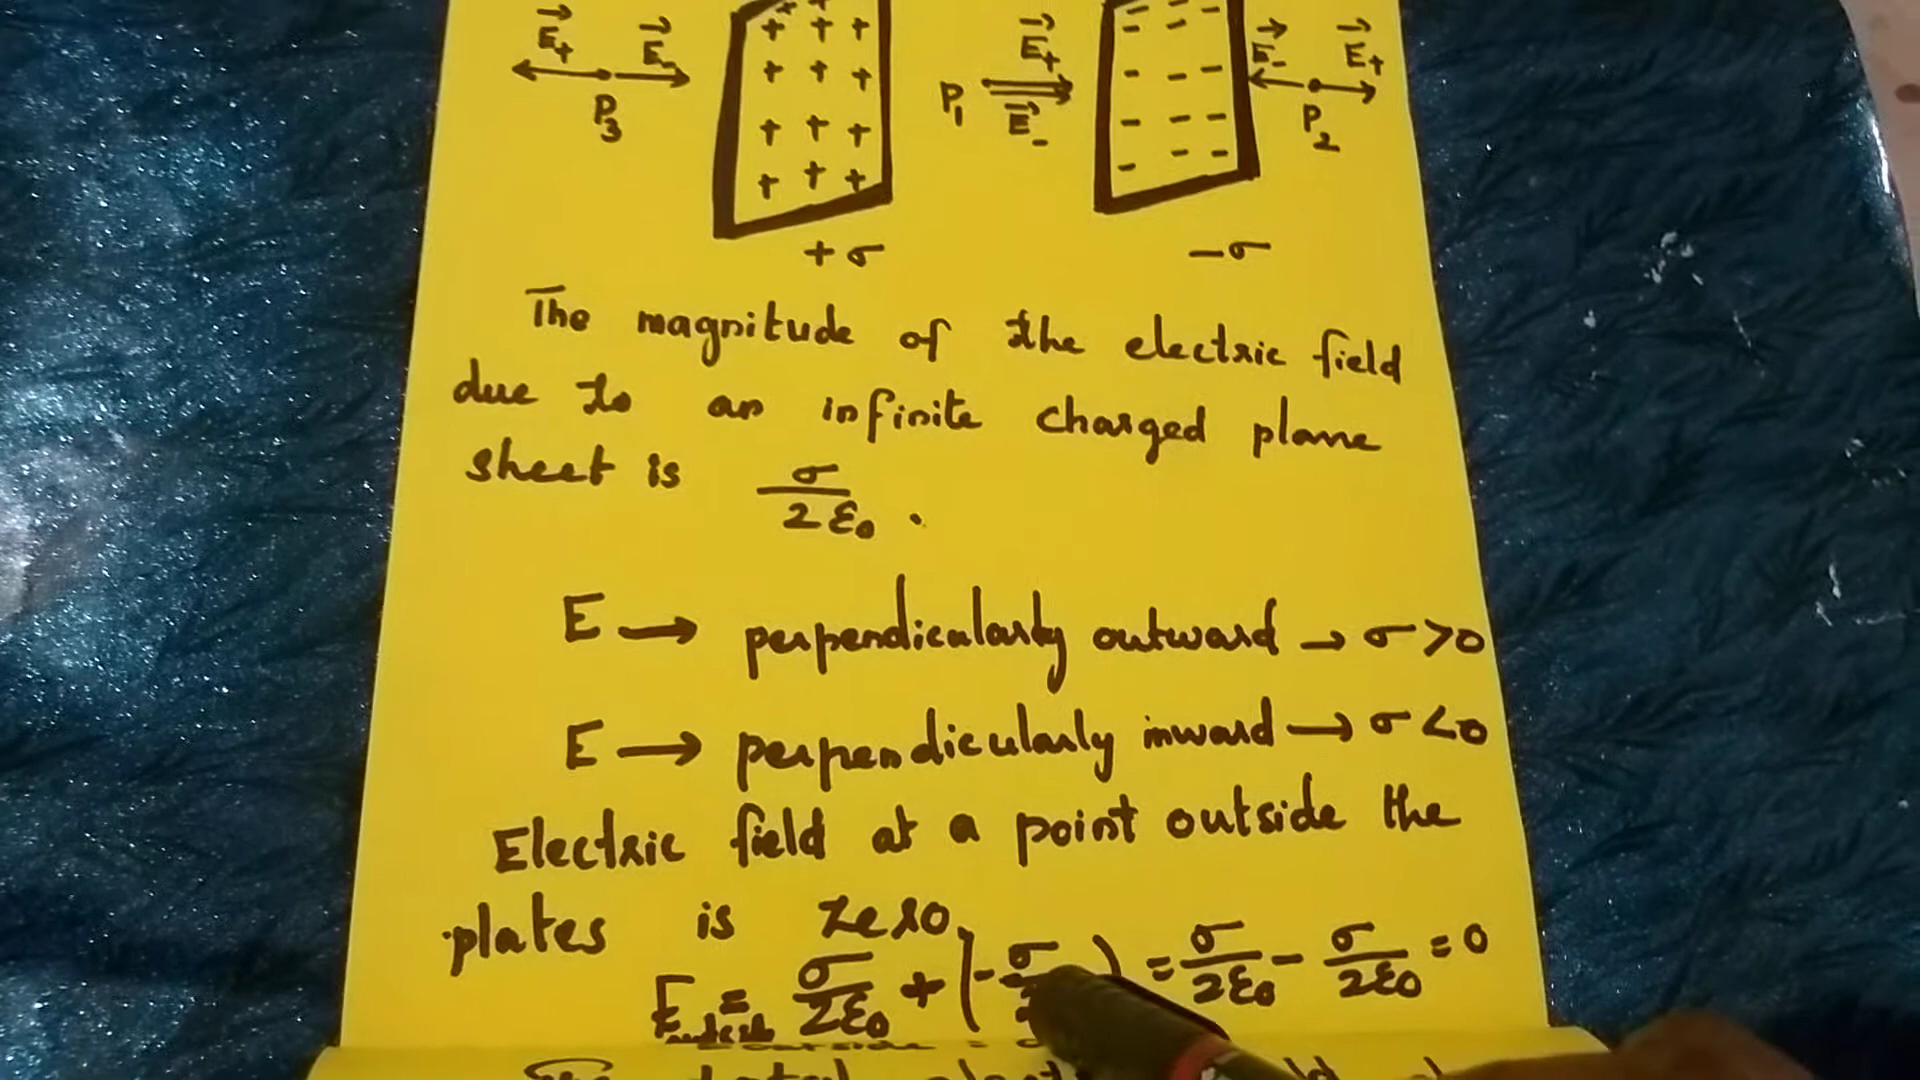 E₊ E₋ + + + E₊ - - - E₋ E₊
P₃ P₁ E₋ P₂
+σ -σ
The magnitude of the electric field
due to an infinite charged plane
sheet is σ/2ε₀.
E → perpendicularly outward → σ>0
E → perpendicularly inward → σ<0
Electric field at a point outside the
plates is zero.
E = σ/2ε₀ + (-σ ) = σ/2ε₀ - σ/2ε₀ = 0